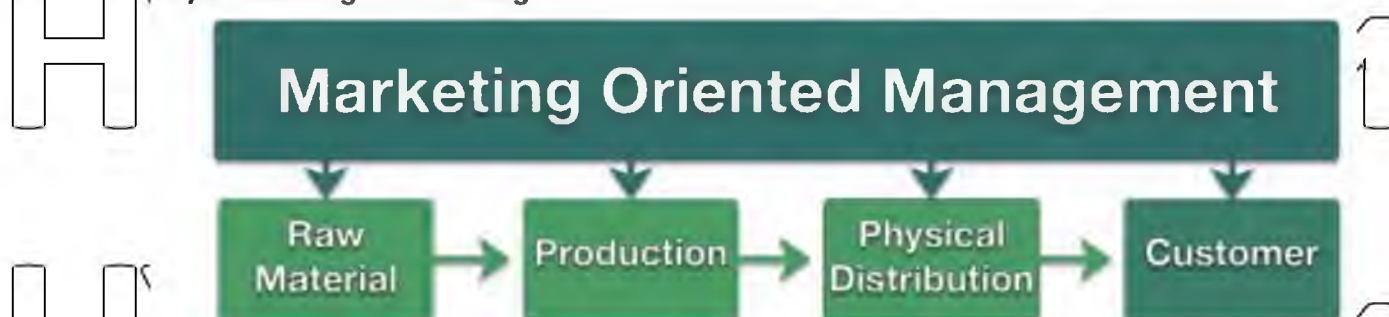 Marketing Oriented Management
Raw
Material
Production
Physical
Distribution
Customer